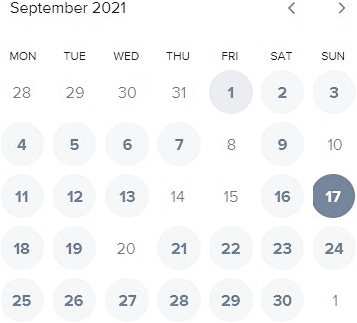 September 2021
MON TUE WED THU FRI SAT SUN
28 29 30 31 1 2 3
4 5 6 7 8 9 10
11 12 13 14 15 16 17
18 19 20 21 22 23 24
25 26 27 28 29 30 1